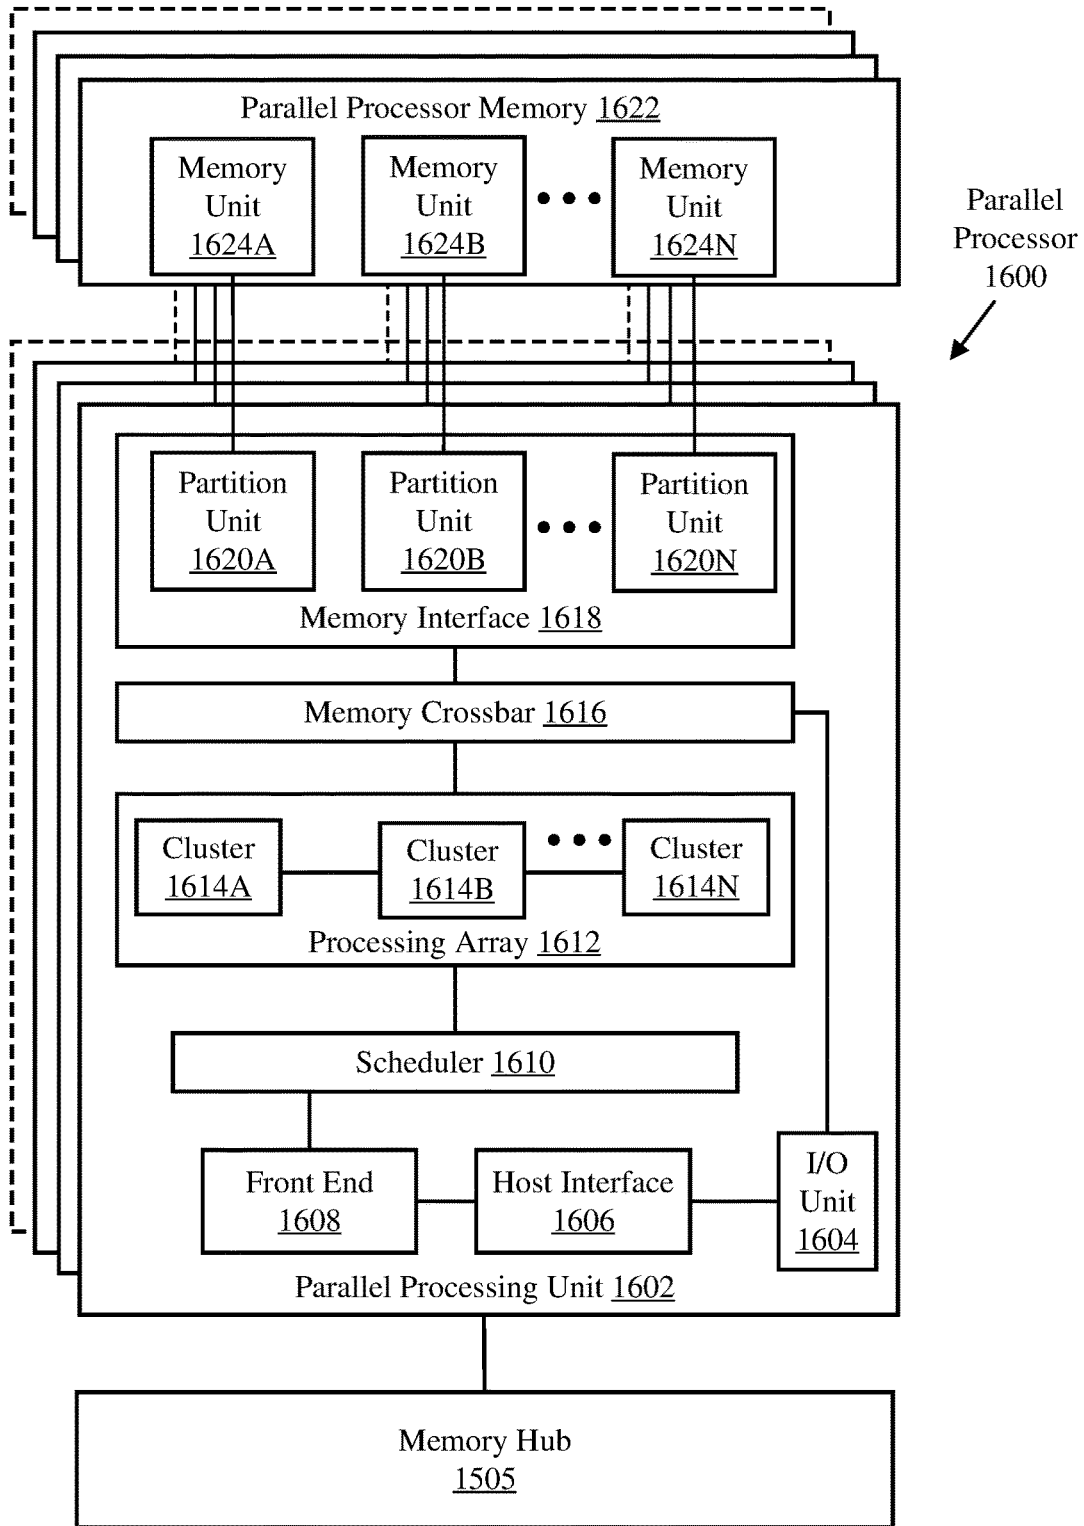 Parallel Processor Memory 1622
Memory
Unit
1624A
Memory
Unit
1624B
Memory
Unit
1624N
Parallel
Processor
1600
Partition
Unit
1620A
Partition
Unit
1620B
Partition
Unit
1620N
Memory Interface 1618
Memory Crossbar 1616
Cluster
1614A
Cluster
1614B
Cluster
1614N
Processing Array 1612
Scheduler 1610
Front End
1608
Host Interface
1606
I/O
Unit
1604
Parallel Processing Unit 1602
Memory Hub
1505